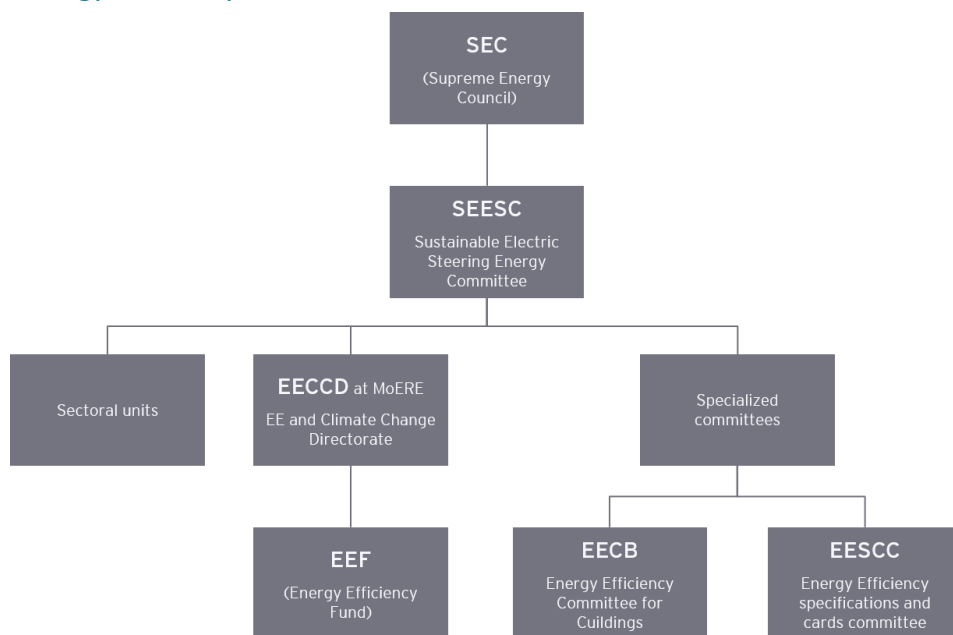 SEC
(Supreme Energy
Council)
SEESC
Sustainable Electric
Steering Energy
Committee
Sectoral units
EECCD at MoERE
EE and Climate Change
Directorate
Specialized
committees
EEF
(Energy Efficiency
Fund)
EECB
Energy Efficiency
Committee for
Cuildings
EESCC
Energy Efficiency
specifications and
cards committee